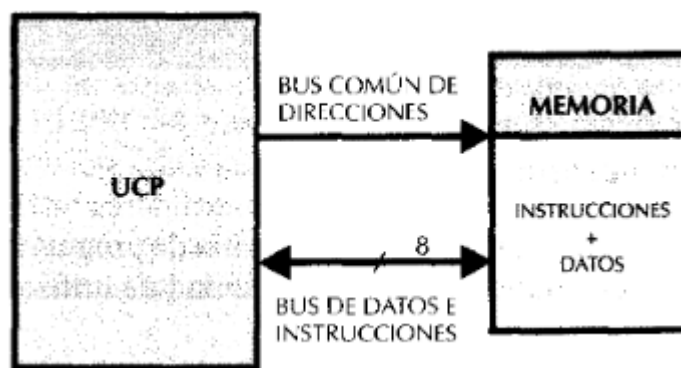 UCP
BUS COMÚN DE
DIRECCIONES
8
BUS DE DATOS E
INSTRUCCIONES
MEMORIA
INSTRUCCIONES
+
DATOS